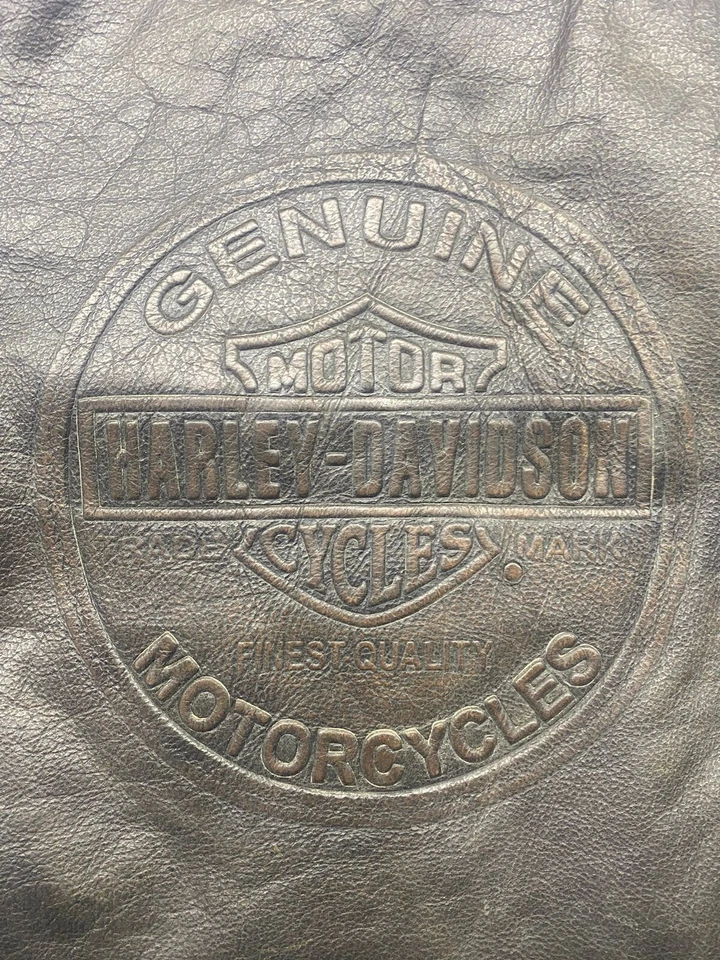 GENUINE
MOTOR
HARLEY-DAVIDSON
TRADE CYCLES MARK
FINEST QUALITY
MOTORCYCLES